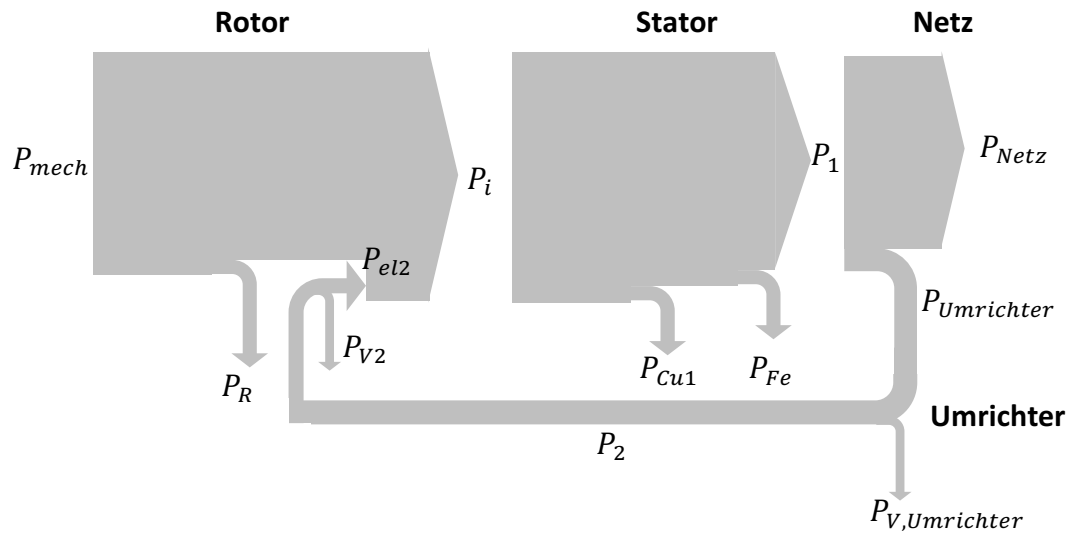 Rotor
Stator
Netz
P_mech
P_i
P_1
P_Netz
P_el2
P_Umrichter
P_V2
P_R
P_Cu1
P_Fe
Umrichter
P_2
P_V,Umrichter